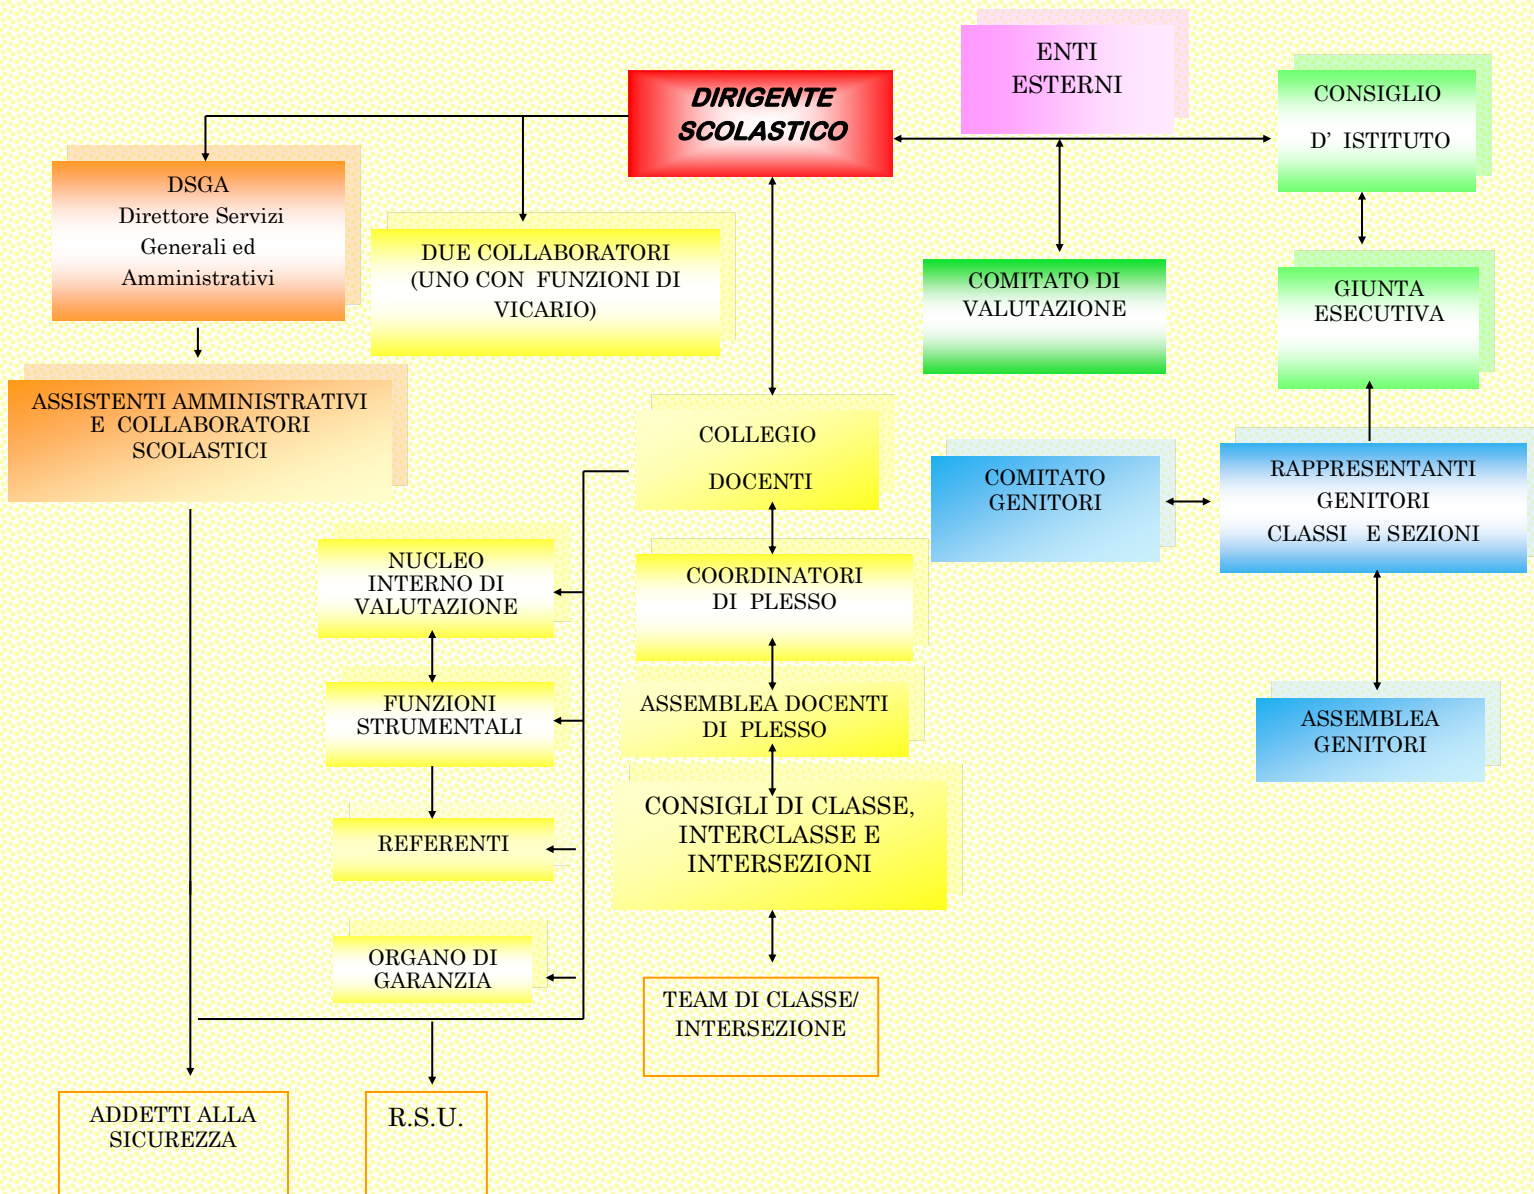 ENTI
ESTERNI
DIRIGENTE
SCOLASTICO
CONSIGLIO
D' ISTITUTO
DSGA
Direttore Servizi
Generali ed
Amministrativi
DUE COLLABORATORI
(UNO CON FUNZIONI DI
VICARIO)
COMITATO DI
VALUTAZIONE
GIUNTA
ESECUTIVA
ASSISTENTI AMMINISTRATIVI
E COLLABORATORI
SCOLASTICI
COLLEGIO
DOCENTI
COMITATO
GENITORI
RAPPRESENTANTI
GENITORI
CLASSI E SEZIONI
NUCLEO
INTERNO DI
VALUTAZIONE
COORDINATORI
DI PLESSO
FUNZIONI
STRUMENTALI
ASSEMBLEA DOCENTI
DI PLESSO
ASSEMBLEA
GENITORI
REFERENTI
CONSIGLI DI CLASSE,
INTERCLASSE E
INTERSEZIONI
ORGANO DI
GARANZIA
TEAM DI CLASSE/
INTERSEZIONE
ADDETTI ALLA
SICUREZZA
R.S.U.